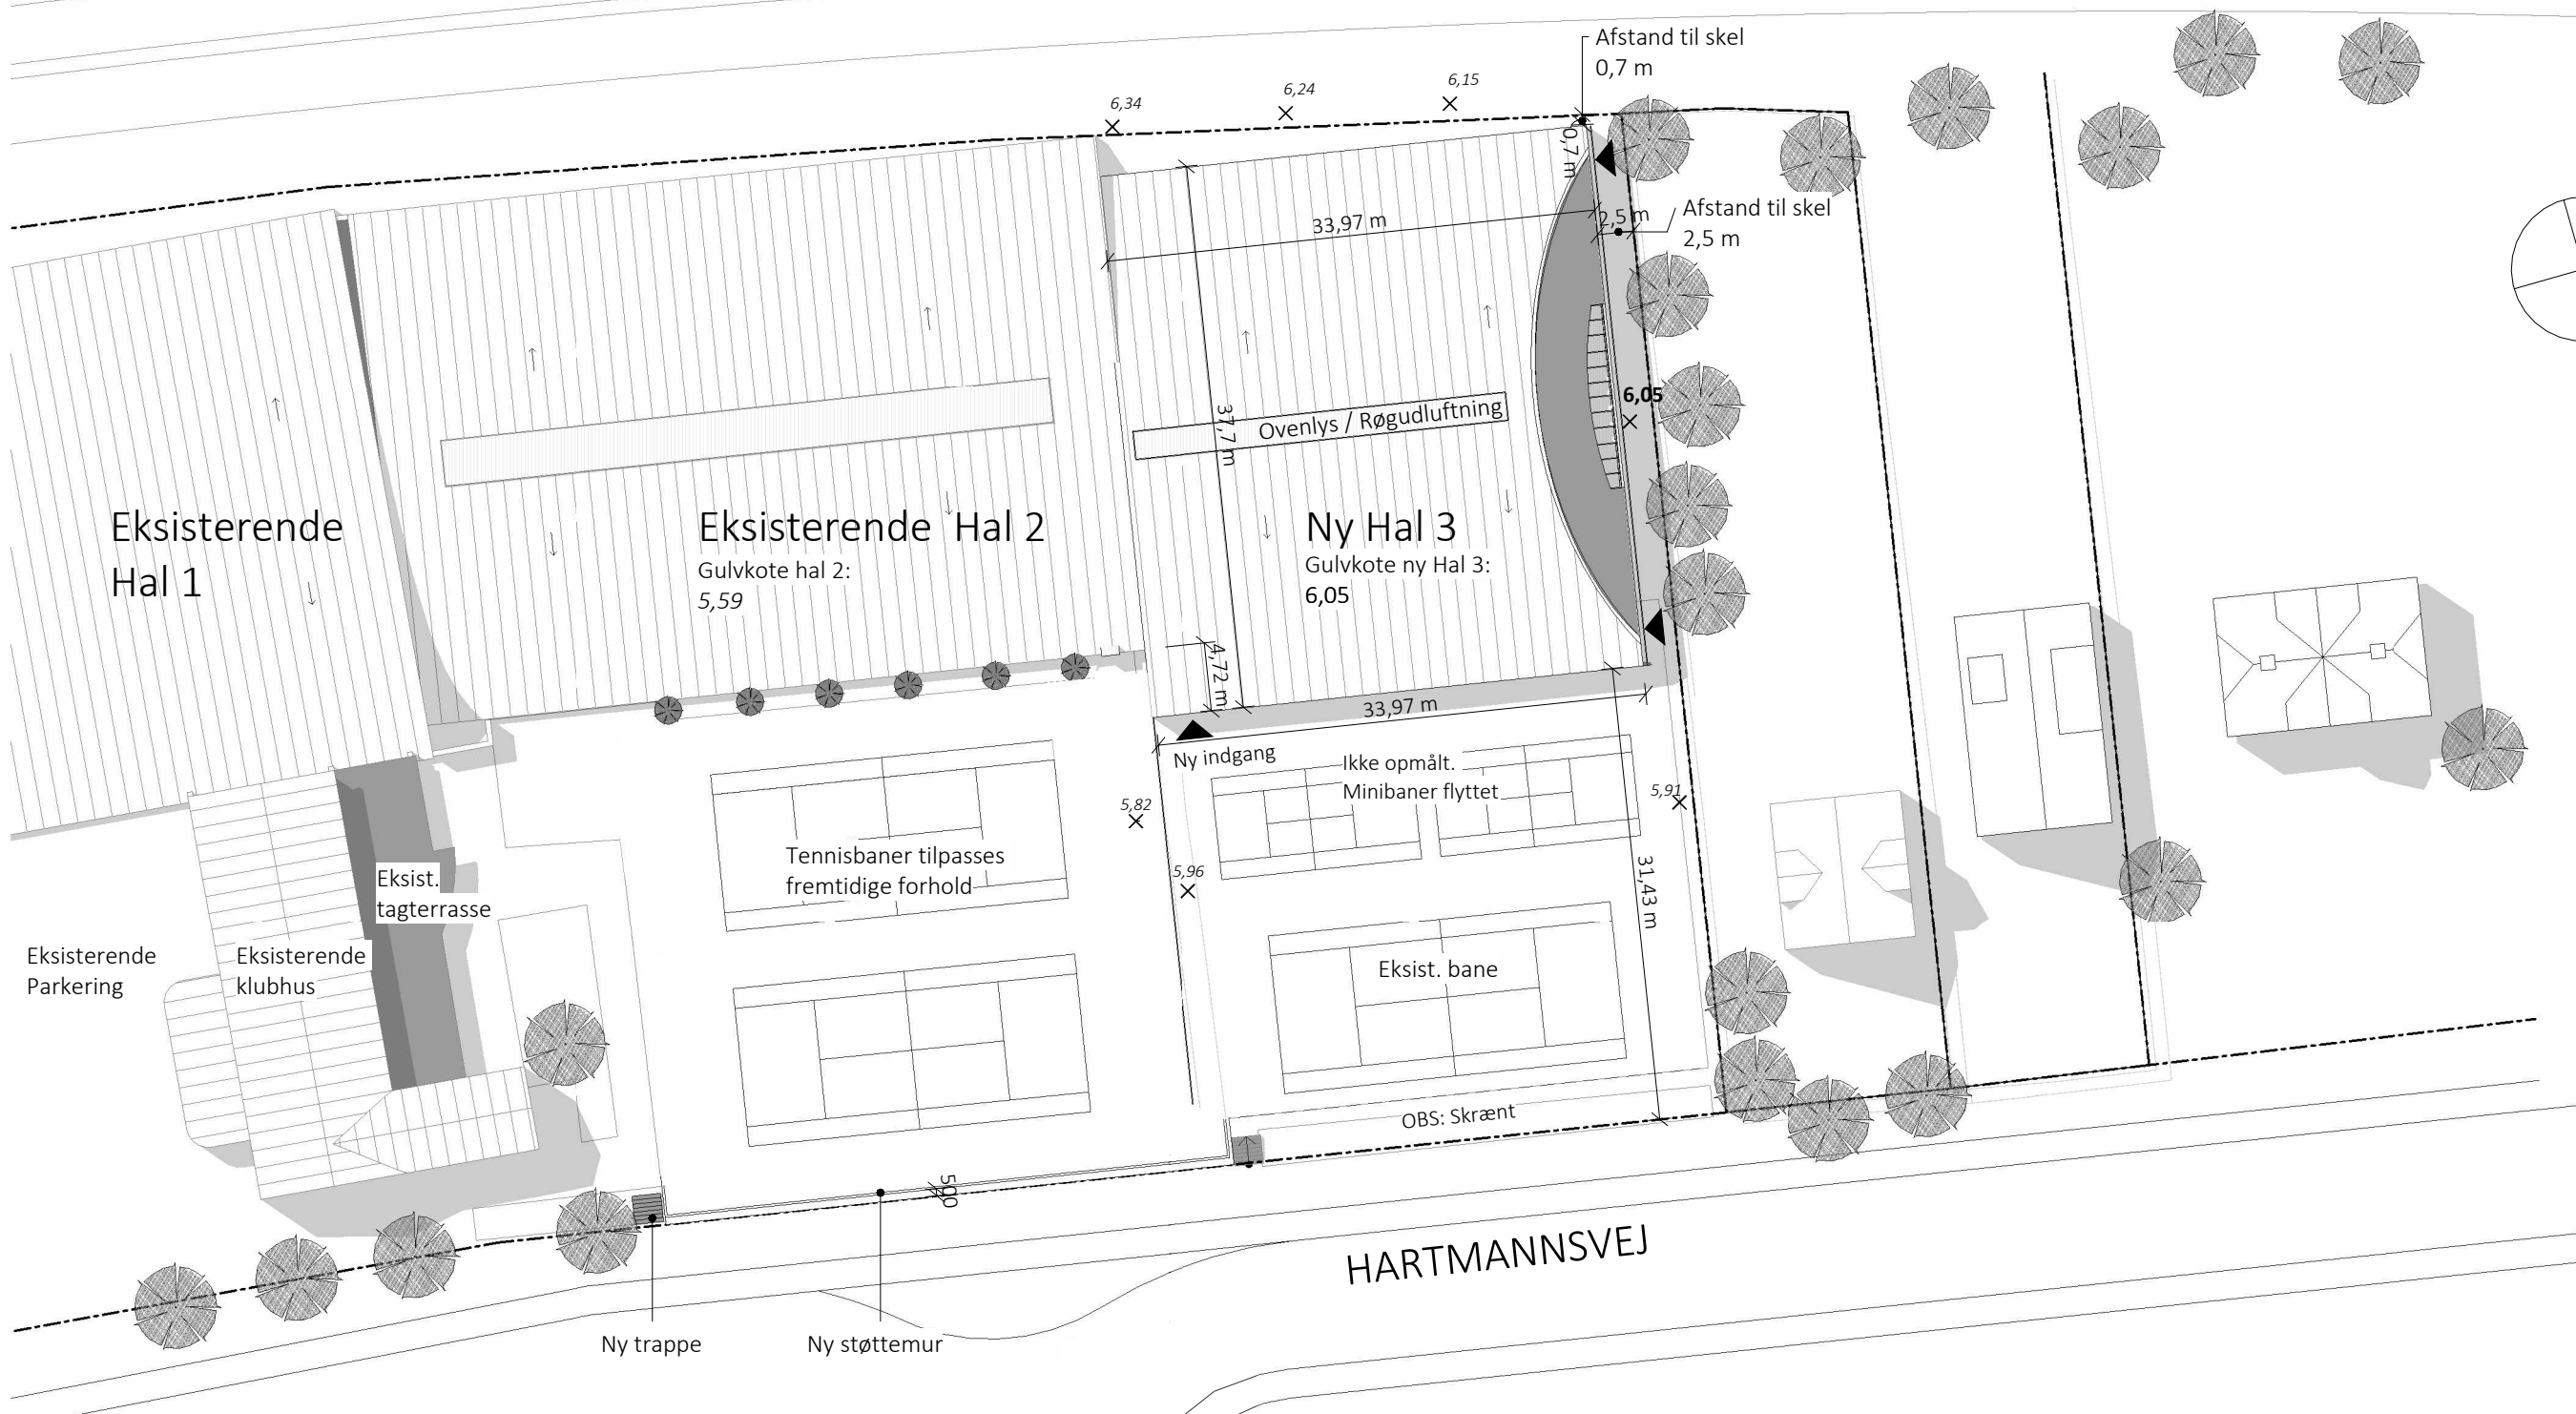 Afstand til skel
0,7 m
6,34
6,24
6,15
0,7 m
Afstand til skel
2,5 m
2,5 m
33,97 m
6,05
37,7 m
Ovenlys / Røgudluftning
Eksisterende
Hal 1
Eksisterende Hal 2
Gulvkote hal 2:
5,59
Ny Hal 3
Gulvkote ny Hal 3:
6,05
4,72 m
33,97 m
Ny indgang
Ikke opmålt.
Minibaner flyttet
5,82
5,91
5,96
Tennisbaner tilpasses
fremtidige forhold
31,43 m
Eksist.
tagterrasse
Eksisterende
Parkering
Eksisterende
klubhus
Eksist. bane
OBS: Skrænt
500
HARTMANNSVEJ
Ny trappe
Ny støttemur